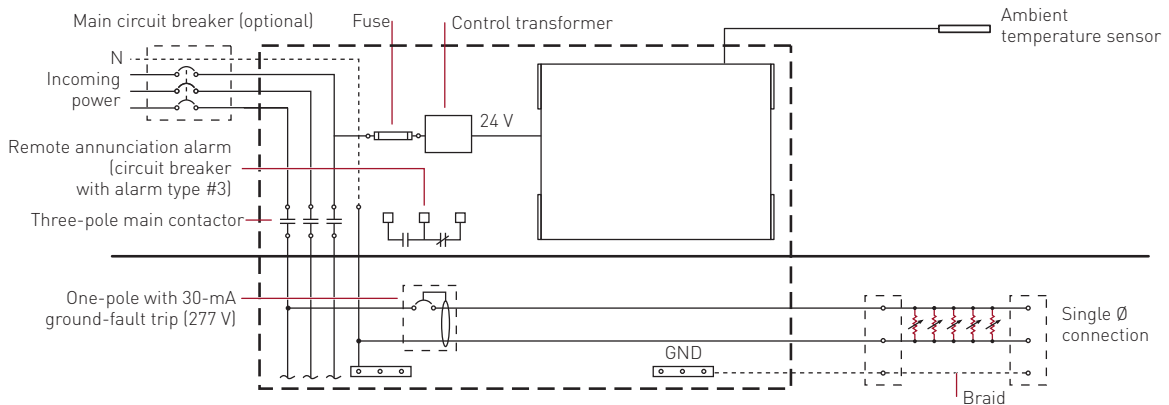 Main circuit breaker (optional)
Fuse
Control transformer
Ambient
temperature sensor
N
Incoming
power
24 V
Remote annunciation alarm
(circuit breaker
with alarm type #3)
Three-pole main contactor
One-pole with 30-mA
ground-fault trip (277 V)
Single Ø
connection
GND
Braid